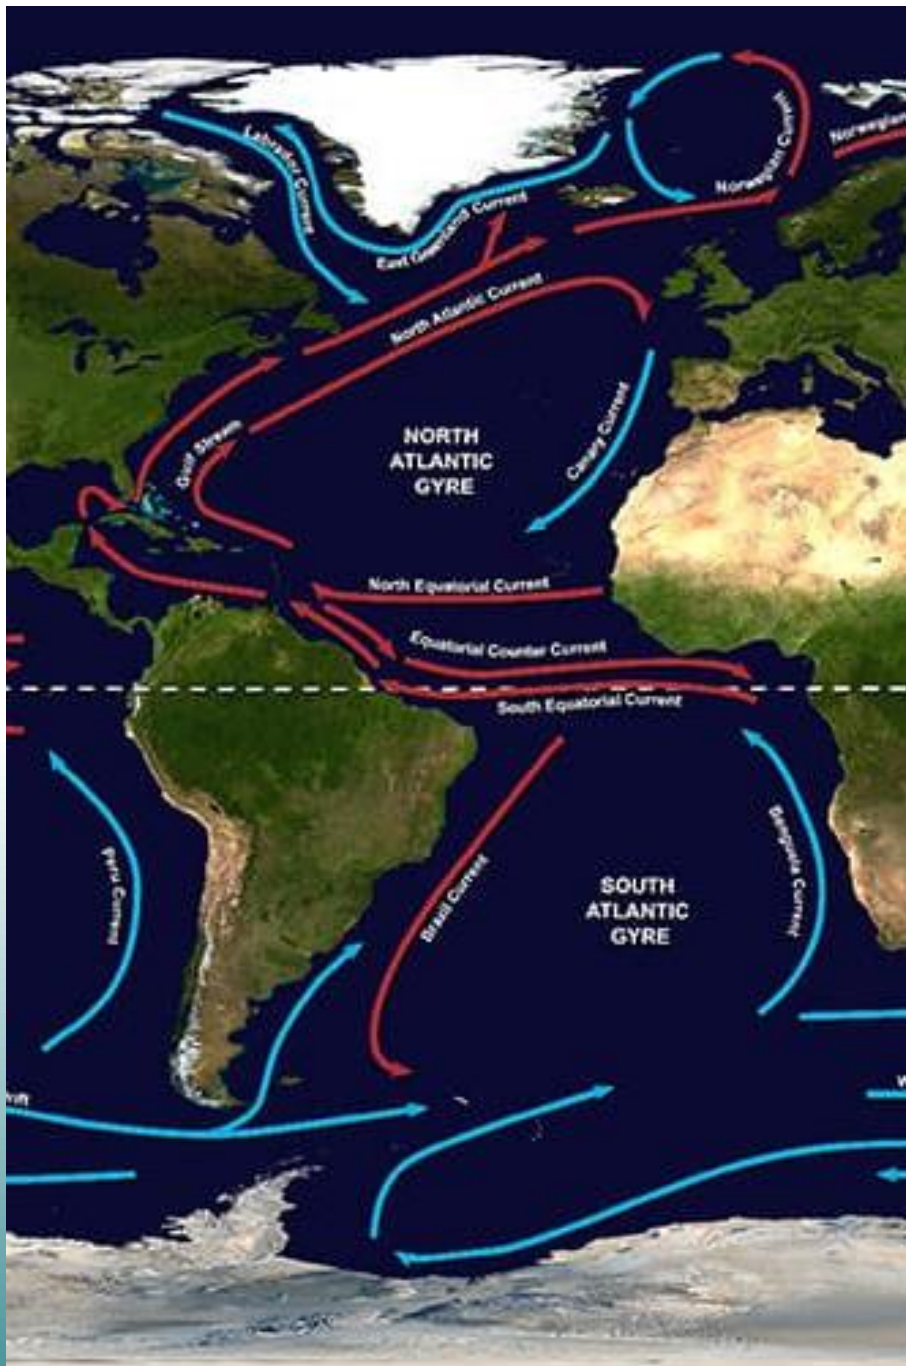 Labrador Current
Norwegian Current
Norwegian
East Greenland Current
North Atlantic Current
Gulf Stream
Canary Current
NORTH
ATLANTIC
GYRE
North Equatorial Current
Equatorial Counter Current
South Equatorial Current
Peru Current
Brazil Current
Benguela Current
SOUTH
ATLANTIC
GYRE
W